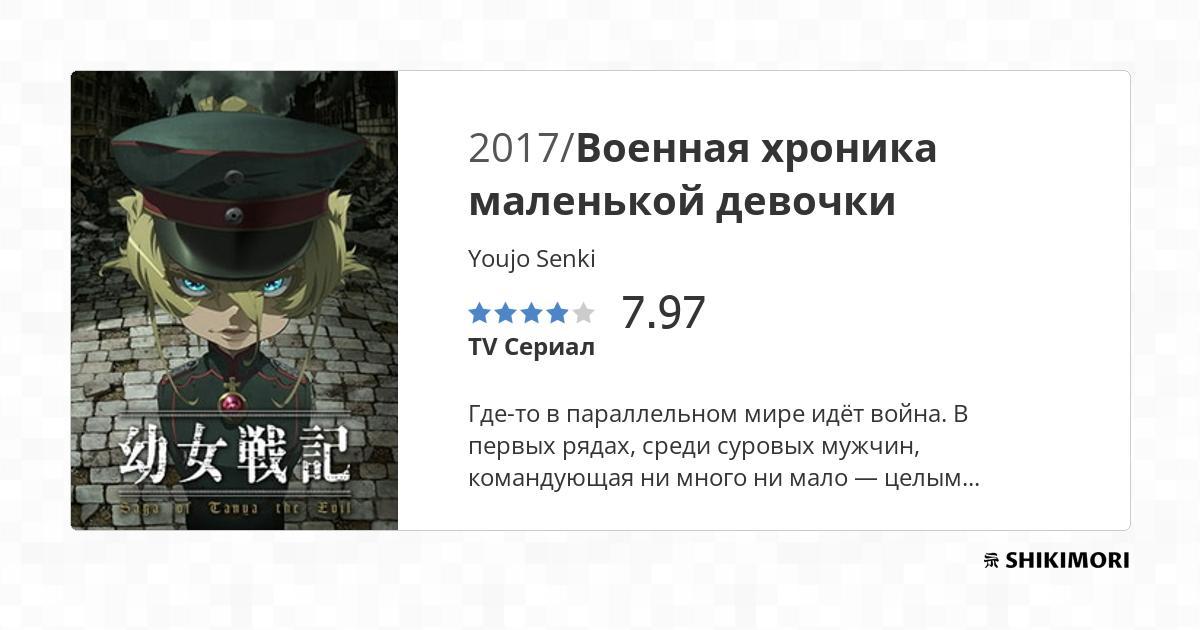 幼女戦記
Saga of Tanya the Evil
2017/Военная хроника
маленькой девочки
Youjo Senki
7.97
TV Сериал
Где-то в параллельном мире идёт война. В
первых рядах, среди суровых мужчин,
командующая ни много ни мало — целым...
SHIKIMORI